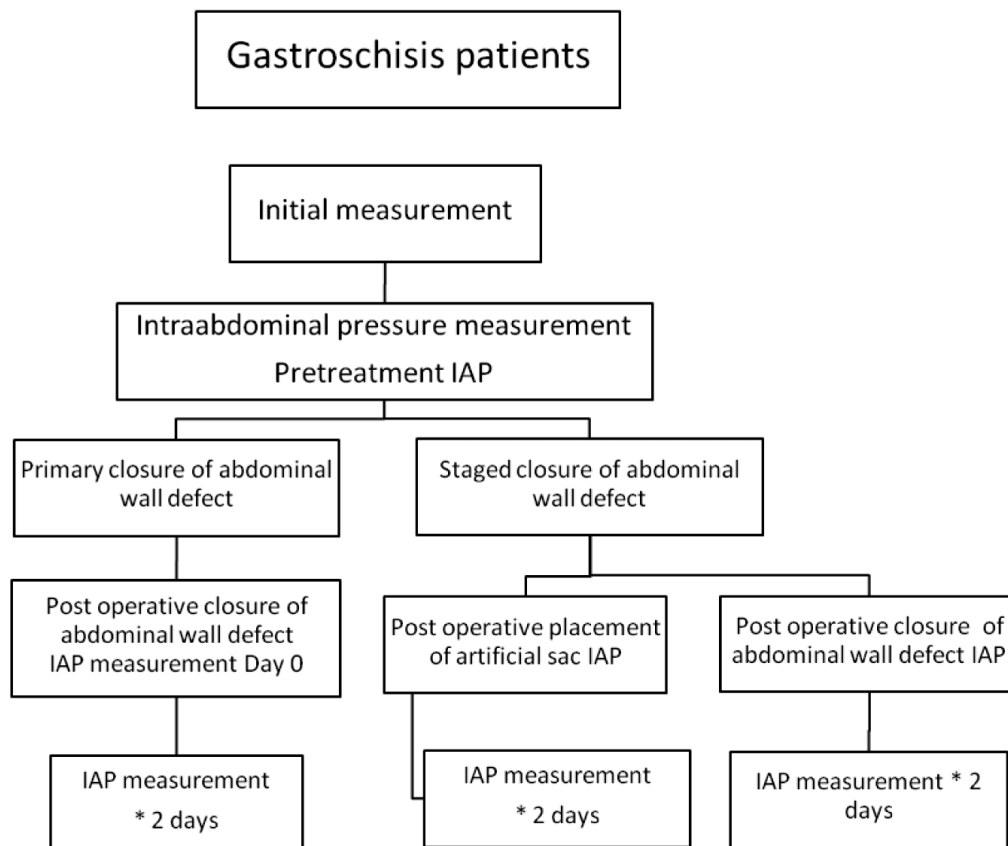 Gastroschisis patients
Initial measurement
Intraabdominal pressure measurement
Pretreatment IAP
Primary closure of abdominal
wall defect
Staged closure of abdominal
wall defect
Post operative closure of
abdominal wall defect
IAP measurement Day 0
Post operative placement
of artificial sac IAP
Post operative closure of
abdominal wall defect IAP
IAP measurement
* 2 days
IAP measurement
* 2 days
IAP measurement * 2
days